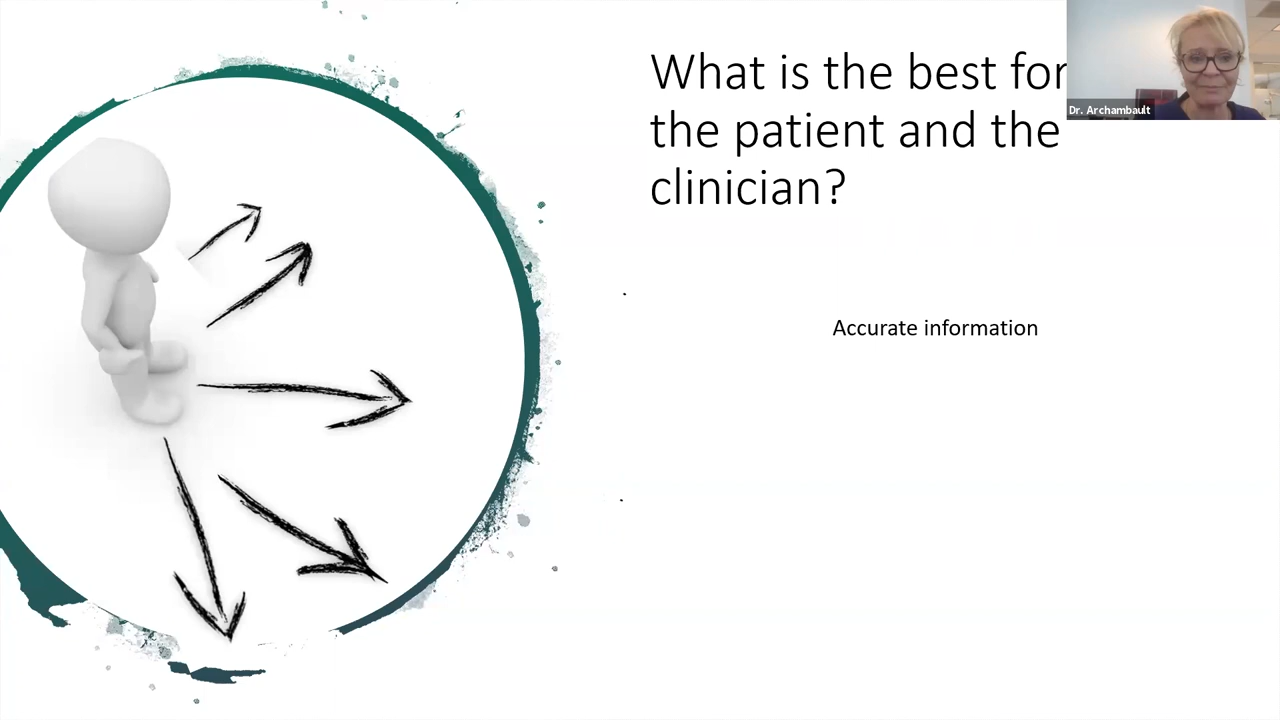 What is the best for
the patient and the
clinician?
Dr. Archambault
Accurate information